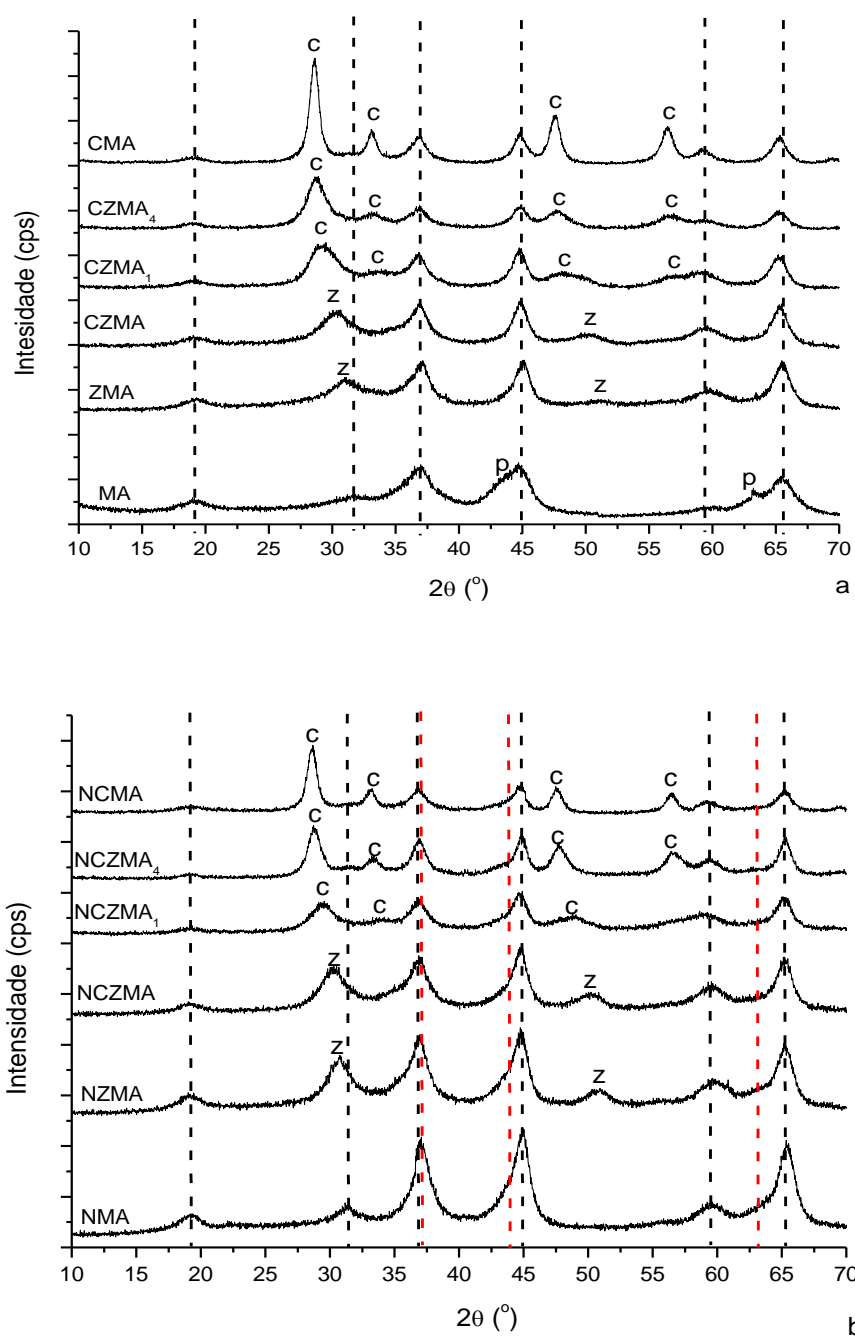 c
c
c
c
CMA
c
c
c
c
CZMA4
c
c
c
c
CZMA1
z
z
CZMA
z
z
ZMA
p
p
MA
Intesidade (cps)
10 15 20 25 30 35 40 45 50 55 60 65 70
2θ (o)
a
c
c
c
c
NCMA
c
c
c
c
NCZMA4
c
c
c
NCZMA1
z
z
NCZMA
z
z
NZMA
NMA
Intensidade (cps)
10 15 20 25 30 35 40 45 50 55 60 65 70
2θ (o)
b